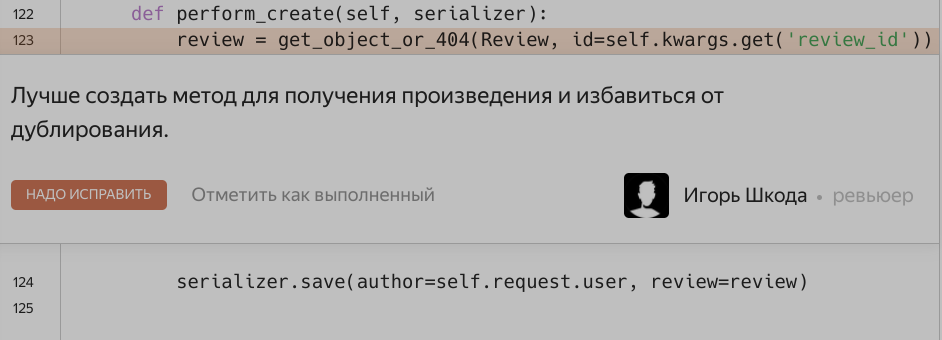 122 def perform_create(self, serializer):
123 review = get_object_or_404(Review, id=self.kwargs.get('review_id'))
Лучше создать метод для получения произведения и избавиться от
дублирования.
НАДО ИСПРАВИТЬ Отметить как выполненный Игорь Шкода • ревьюер
124 serializer.save(author=self.request.user, review=review)
125